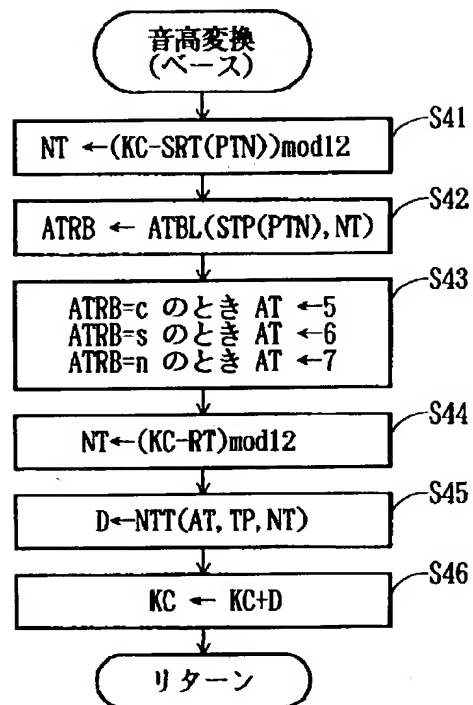 音高変換
(ベース)
S41
NT ←(KC-SRT(PTN))mod12
S42
ATRB ← ATBL(STP(PTN),NT)
S43
ATRB=c のとき AT ←5
ATRB=s のとき AT ←6
ATRB=n のとき AT ←7
S44
NT←(KC-RT)mod12
S45
D←NTT(AT,TP,NT)
S46
KC ← KC+D
リターン